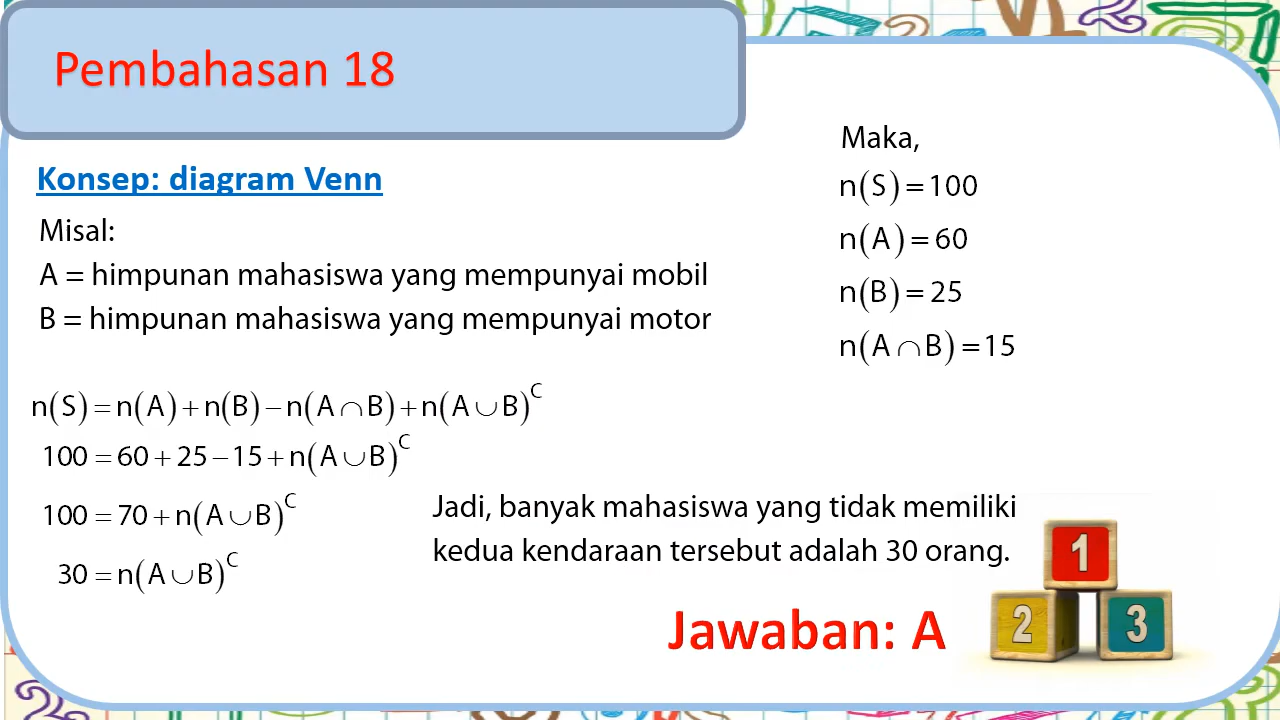 Pembahasan 18
Konsep: diagram Venn
Misal:
A = himpunan mahasiswa yang mempunyai mobil
B = himpunan mahasiswa yang mempunyai motor
Maka,
n(S) = 100
n(A) = 60
n(B) = 25
n(A ∩ B) = 15
n(S) = n(A) + n(B) − n(A ∩ B) + n(A ∪ B)^C
100 = 60 + 25 − 15 + n(A ∪ B)^C
100 = 70 + n(A ∪ B)^C
30 = n(A ∪ B)^C
Jadi, banyak mahasiswa yang tidak memiliki
kedua kendaraan tersebut adalah 30 orang.
Jawaban: A
1
2 3